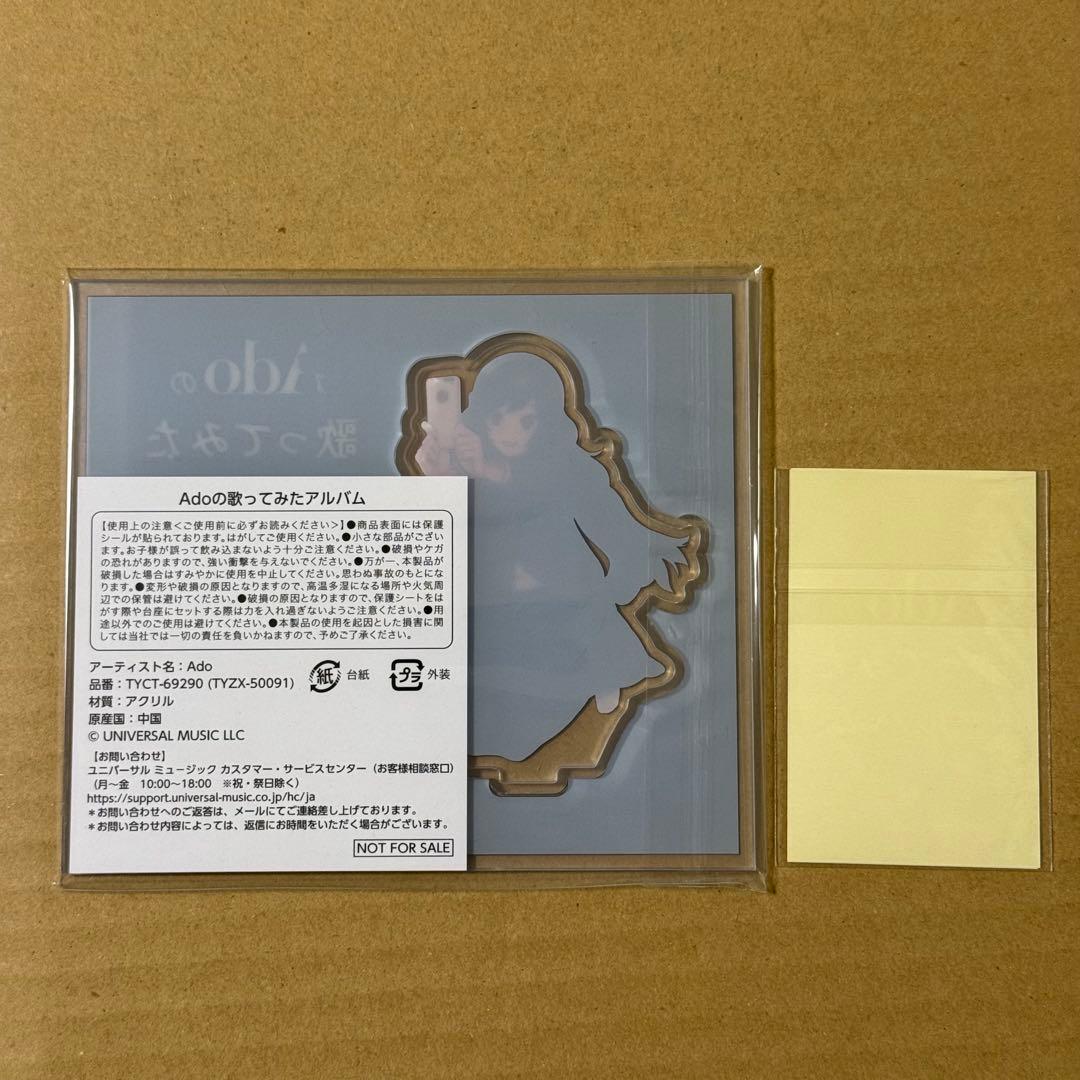 Adoの
歌ってみた
Adoの歌ってみたアルバム
【使用上の注意＜ご使用前に必ずお読みください＞】●商品表面には保護
シールが貼られております。はがしてご使用ください。●小さな部品がござい
ます。お子様が誤って飲み込まないよう十分ご注意ください。●破損やケガ
の恐れがありますので、強い衝撃を与えないでください。●万が一、本製品が
破損した場合はすみやかに使用を中止してください。思わぬ事故のもとにな
ります。●変形や破損の原因となりますので、高温多湿になる場所や火気周
辺での保管は避けてください。●破損の原因となりますので、保護シートをは
がす際や台座にセットする際は力を入れ過ぎないようご注意ください。●用
途以外でのご使用は避けてください。●本製品の使用を起因とした損害に関
しては当社では一切の責任を負いかねますので、予めご了承ください。
アーティスト名：Ado
品番：TYCT-69290 (TYZX-50091)
材質：アクリル
原産国：中国
© UNIVERSAL MUSIC LLC
紙 台紙 プラ 外装
【お問い合わせ】
ユニバーサル ミュージック カスタマー・サービスセンター（お客様相談窓口）
（月〜金　10:00〜18:00　※祝・祭日除く）
https://support.universal-music.co.jp/hc/ja
＊お問い合わせへのご返答は、メールにてご連絡差し上げております。
＊お問い合わせ内容によっては、返信にお時間をいただく場合がございます。
NOT FOR SALE